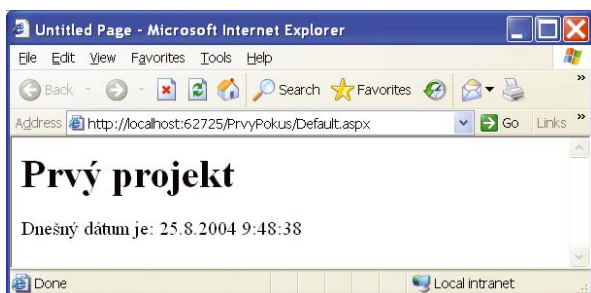 Untitled Page - Microsoft Internet Explorer
File Edit View Favorites Tools Help
Back Search Favorites »
Address http://localhost:62725/PrvyPokus/Default.aspx Go Links »
Prvý projekt
Dnešný dátum je: 25.8.2004 9:48:38
Done Local intranet